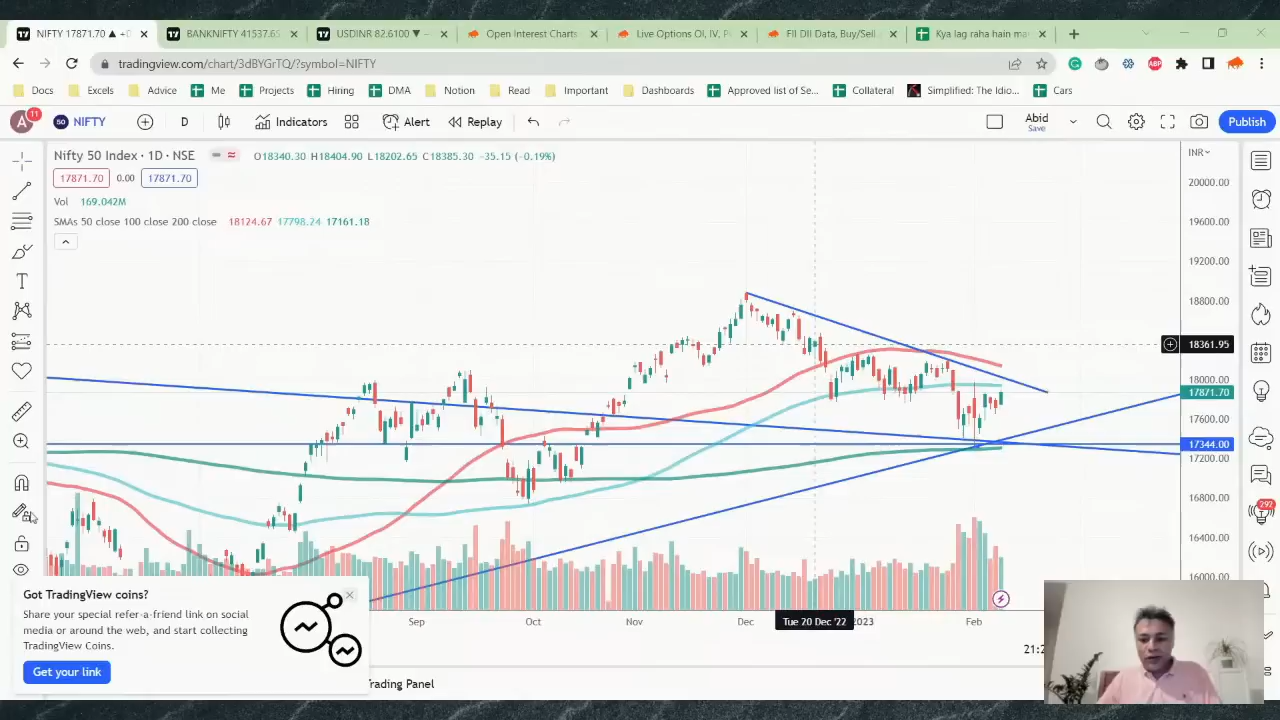 NIFTY 17871.70 ▲ +0
BANKNIFTY 41537.65
USDINR 82.6100 ▼ −
Open Interest Charts
Live Options OI, IV, P
FII DII Data, Buy/Sell
Kya lag raha hain ma
tradingview.com/chart/3dBYGrTQ/?symbol=NIFTY
ABP
Docs
Excels
Advice
Me
Projects
Hiring
DMA
Notion
Read
Important
Dashboards
Approved list of Se...
Collateral
Simplified: The Idio...
Cars
A
11
50
NIFTY
D
Indicators
Alert
Replay
Abid
Save
Publish
Nifty 50 Index · 1D · NSE
O18340.30 H18404.90 L18202.65 C18385.30 -35.15 (-0.19%)
INR
17871.70 0.00 17871.70
Vol 169.042M
SMAs 50 close 100 close 200 close 18124.67 17798.24 17161.18
20000.00
19600.00
19200.00
18800.00
18361.95
18000.00
17871.70
17600.00
17344.00
17200.00
16800.00
16400.00
16000.00
292
Got TradingView coins?
Share your special refer-a-friend link on social
media or around the web, and start collecting
TradingView Coins.
Get your link
Sep
Oct
Nov
Dec
Tue 20 Dec '22
2023
Feb
21:2
Trading Panel